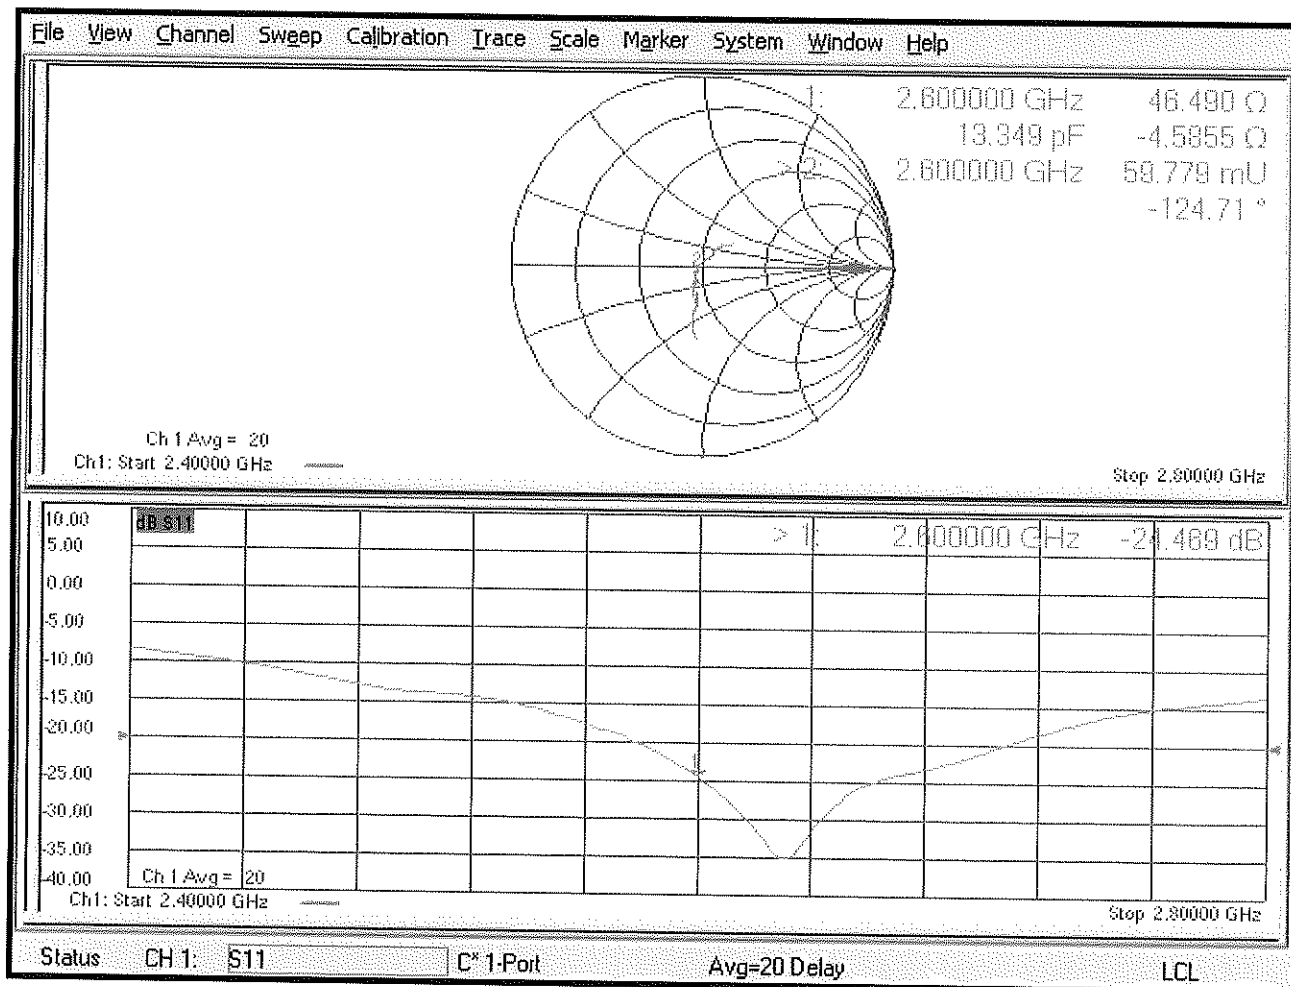 File View Channel Sweep Calibration Trace Scale Marker System Window Help
1: 2.600000 GHz 46.490 Ω
13.349 pF -4.5855 Ω
> 2: 2.600000 GHz 59.779 mU
-124.71 °
Ch 1 Avg = 20
Ch1: Start 2.40000 GHz
Stop 2.80000 GHz
10.00
dB S11
> 1: 2.600000 GHz -24.469 dB
5.00
0.00
-5.00
-10.00
-15.00
-20.00
-25.00
-30.00
-35.00
-40.00
Ch 1 Avg = 20
Ch1: Start 2.40000 GHz
Stop 2.80000 GHz
Status CH 1: S11 C* 1-Port Avg=20 Delay LCL